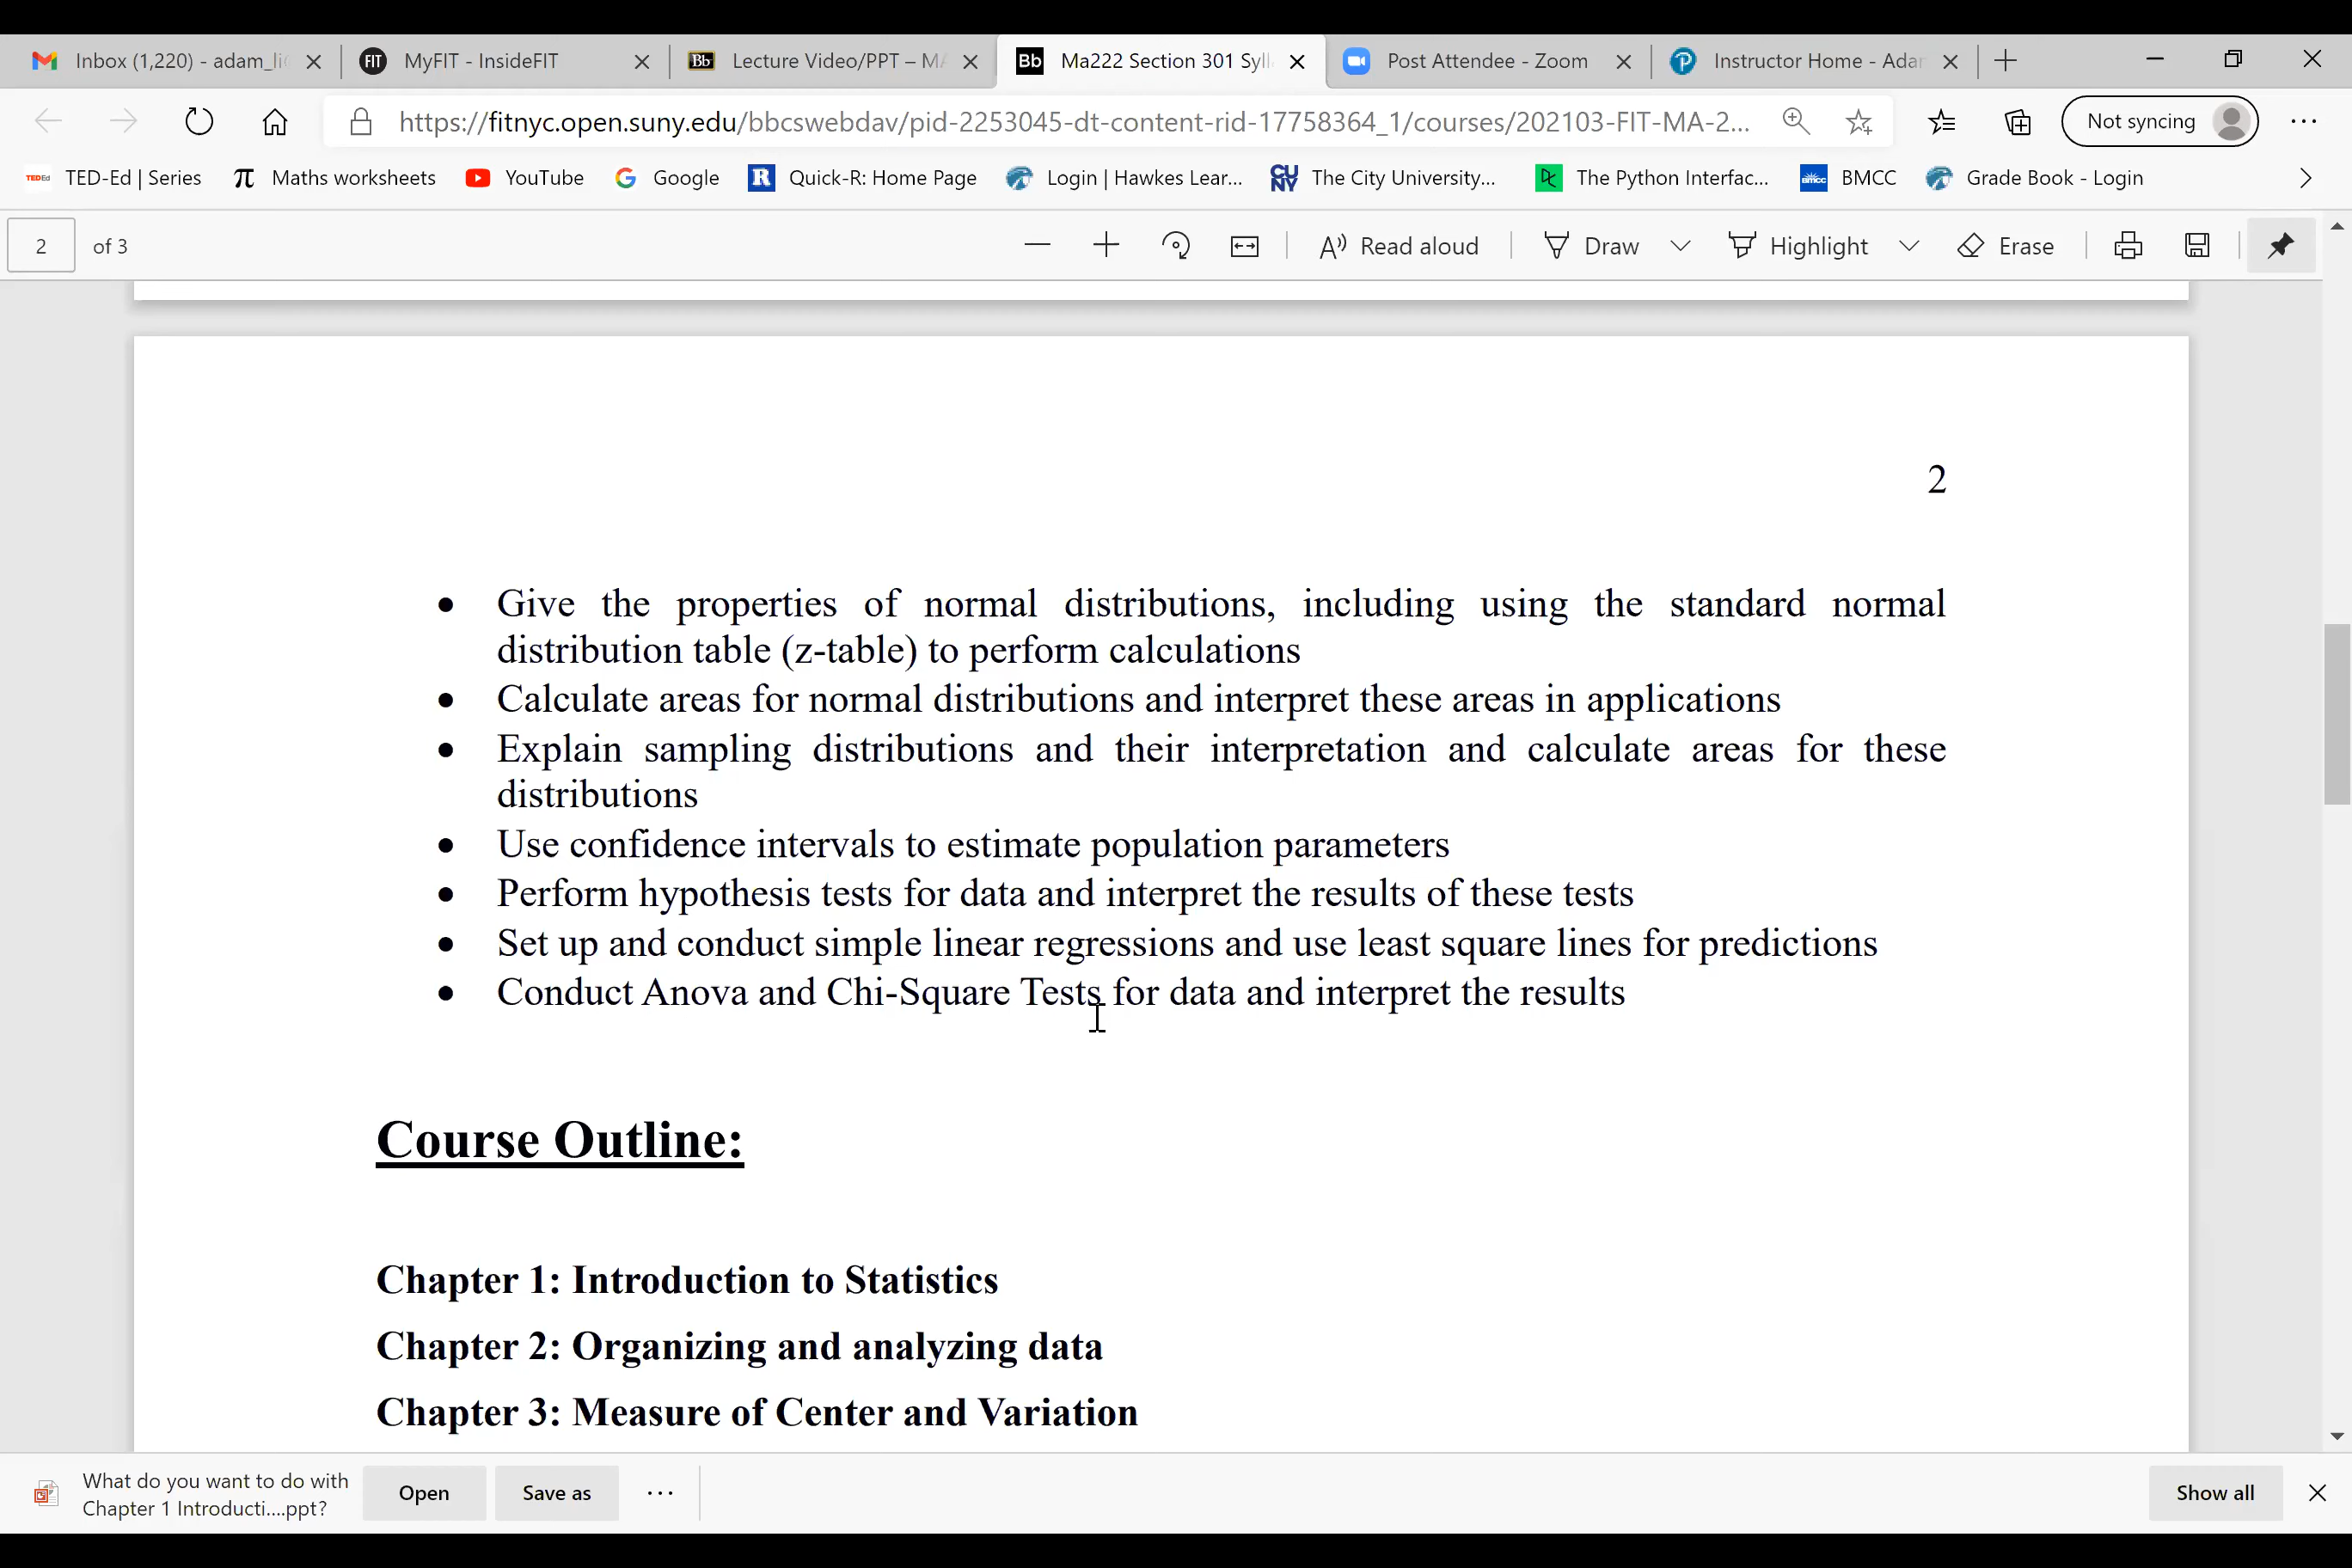 Inbox (1,220) - adam_li
MyFIT - InsideFIT
Lecture Video/PPT – MA
Ma222 Section 301 Syll
Post Attendee - Zoom
Instructor Home - Adar
https://fitnyc.open.suny.edu/bbcswebdav/pid-2253045-dt-content-rid-17758364_1/courses/202103-FIT-MA-2...
Not syncing
TED-Ed | Series
Maths worksheets
YouTube
Google
Quick-R: Home Page
Login | Hawkes Lear...
The City University...
The Python Interfac...
BMCC
Grade Book - Login
2 of 3
Read aloud
Draw
Highlight
Erase
2
• Give the properties of normal distributions, including using the standard normal
distribution table (z-table) to perform calculations
• Calculate areas for normal distributions and interpret these areas in applications
• Explain sampling distributions and their interpretation and calculate areas for these
distributions
• Use confidence intervals to estimate population parameters
• Perform hypothesis tests for data and interpret the results of these tests
• Set up and conduct simple linear regressions and use least square lines for predictions
• Conduct Anova and Chi-Square Tests for data and interpret the results
Course Outline:
Chapter 1: Introduction to Statistics
Chapter 2: Organizing and analyzing data
Chapter 3: Measure of Center and Variation
What do you want to do with
Chapter 1 Introducti....ppt?
Open
Save as
Show all